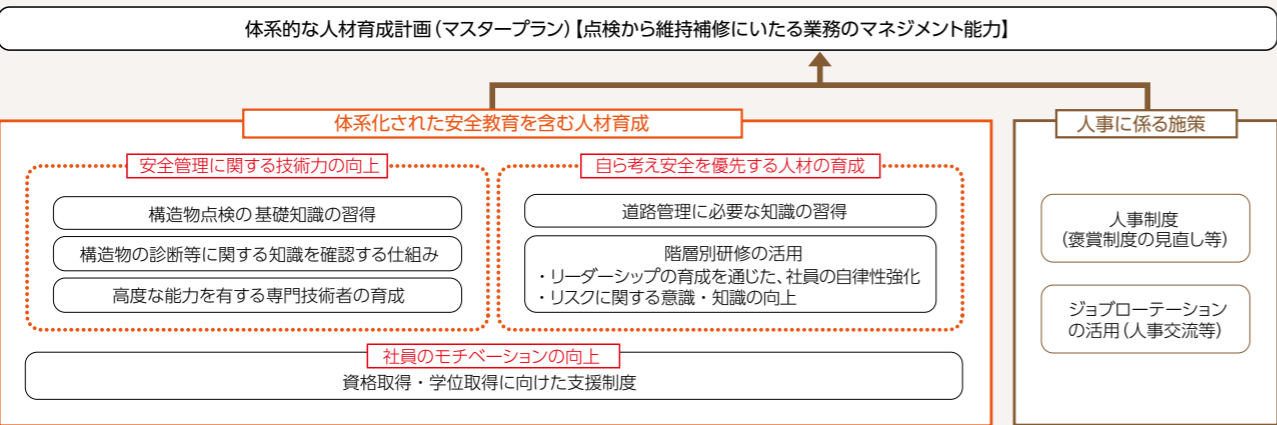 体系的な人材育成計画(マスタープラン)【点検から維持補修にいたる業務のマネジメント能力】
体系化された安全教育を含む人材育成
安全管理に関する技術力の向上
構造物点検の基礎知識の習得
構造物の診断等に関する知識を確認する仕組み
高度な能力を有する専門技術者の育成
自ら考え安全を優先する人材の育成
道路管理に必要な知識の習得
階層別研修の活用
・リーダーシップの育成を通じた、社員の自律性強化
・リスクに関する意識・知識の向上
社員のモチベーションの向上
資格取得・学位取得に向けた支援制度
人事に係る施策
人事制度
(褒賞制度の見直し等)
ジョブローテーション
の活用(人事交流等)